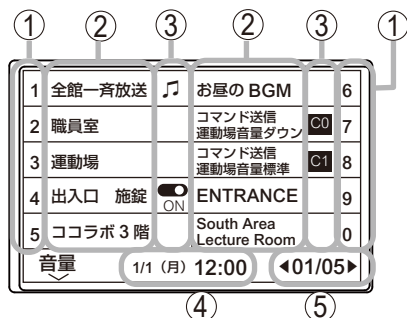 ① ② ③ ② ③ ①
1 全館一斉放送 ♫ お昼の BGM 6
2 職員室 コマンド送信
運動場音量ダウン C0 7
3 運動場 コマンド送信
運動場音量標準 C1 8
4 出入口 施錠 ON ENTRANCE 9
5 ココラボ 3 階 South Area
Lecture Room 0
音量 1/1 (月) 12:00 ◀01/05▶
④ ⑤